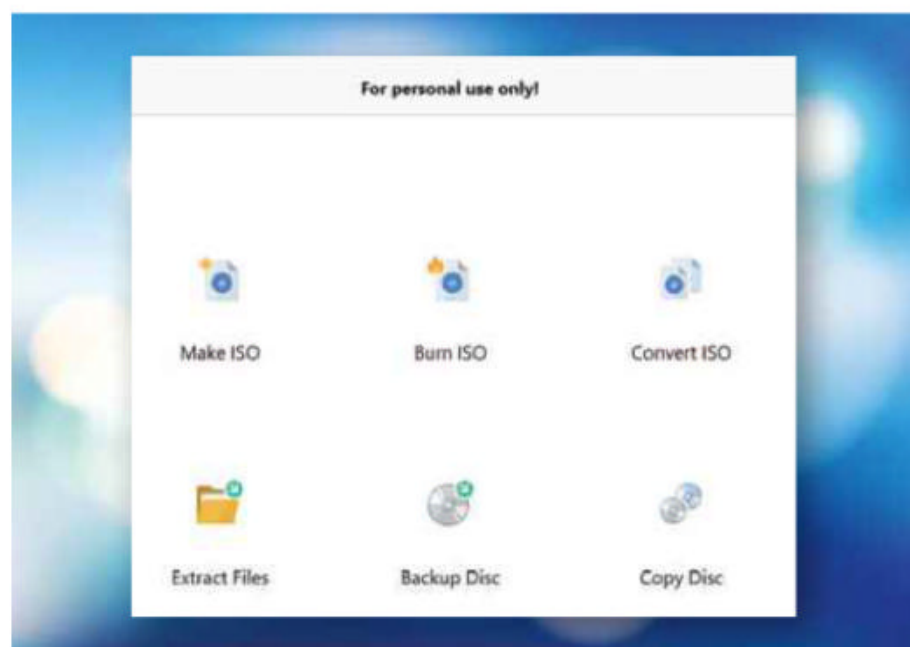 For personal use only!
Make ISO
Burn ISO
Convert ISO
Extract Files
Backup Disc
Copy Disc